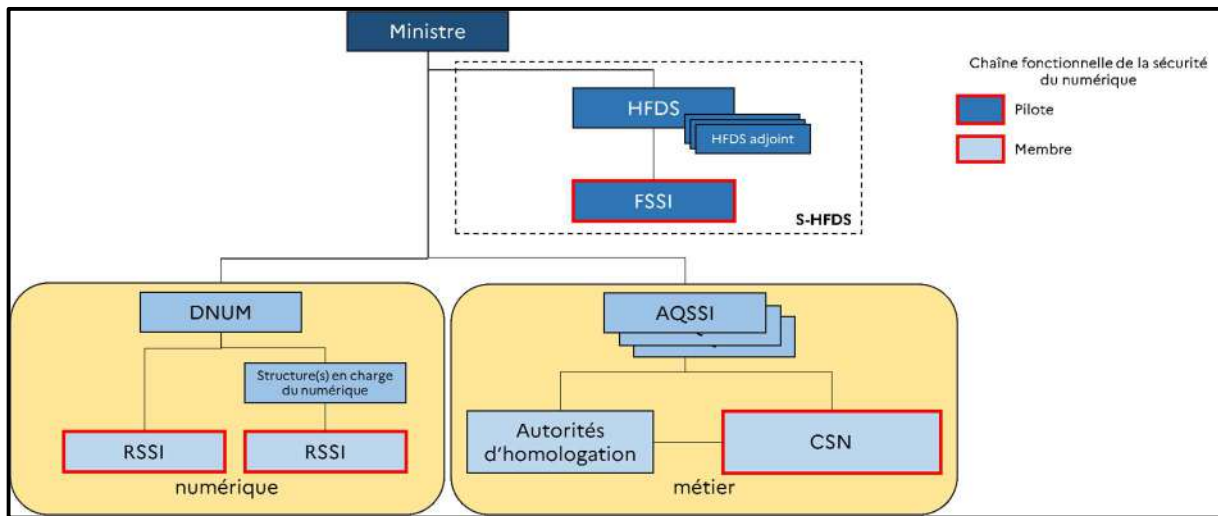 Ministre
Chaîne fonctionnelle de la sécurité
du numérique
Pilote
Membre
HFDS
HFDS adjoint
FSSI
S-HFDS
DNUM
Structure(s) en charge
du numérique
RSSI
RSSI
numérique
AQSSI
Autorités
d'homologation
CSN
métier